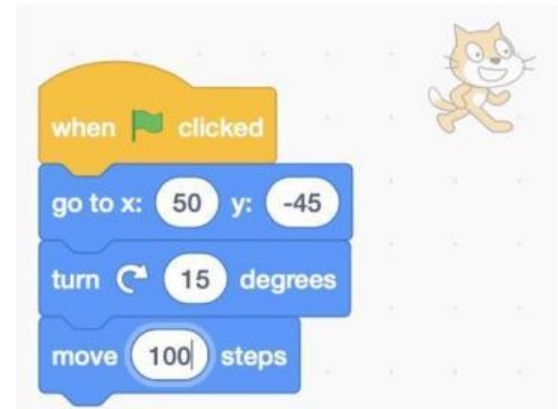 when clicked
go to x: 50 y: -45
turn 15 degrees
move 100 steps